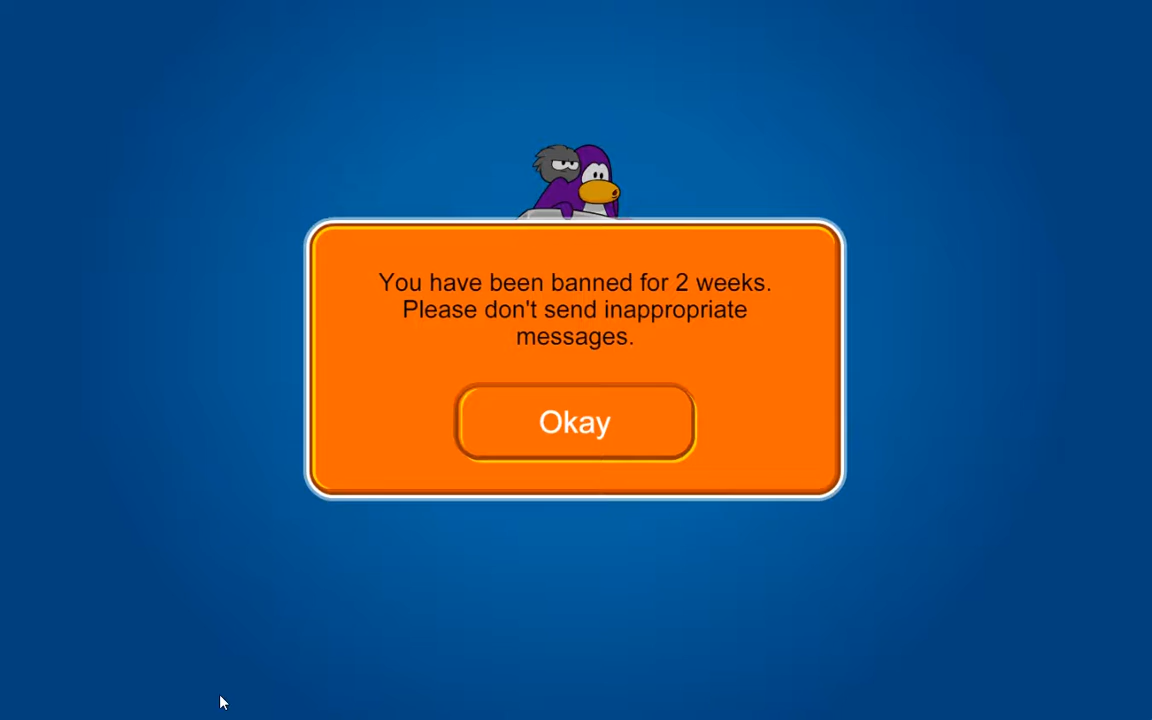 You have been banned for 2 weeks.
Please don't send inappropriate
messages.
Okay